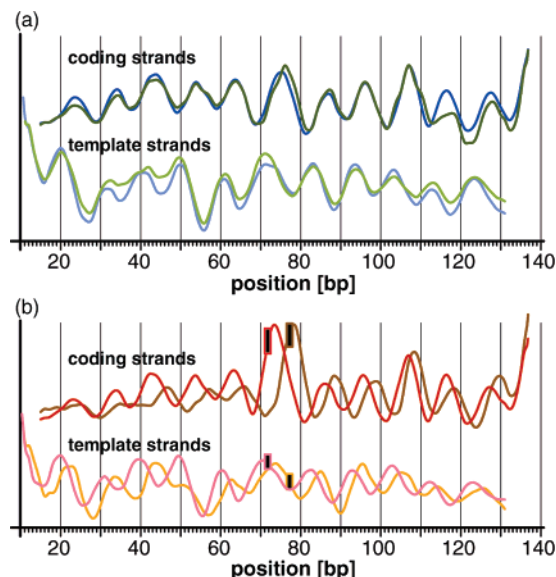 (a)
coding strands
template strands
20 40 60 80 100 120 140
position [bp]
(b)
coding strands
template strands
20 40 60 80 100 120 140
position [bp]